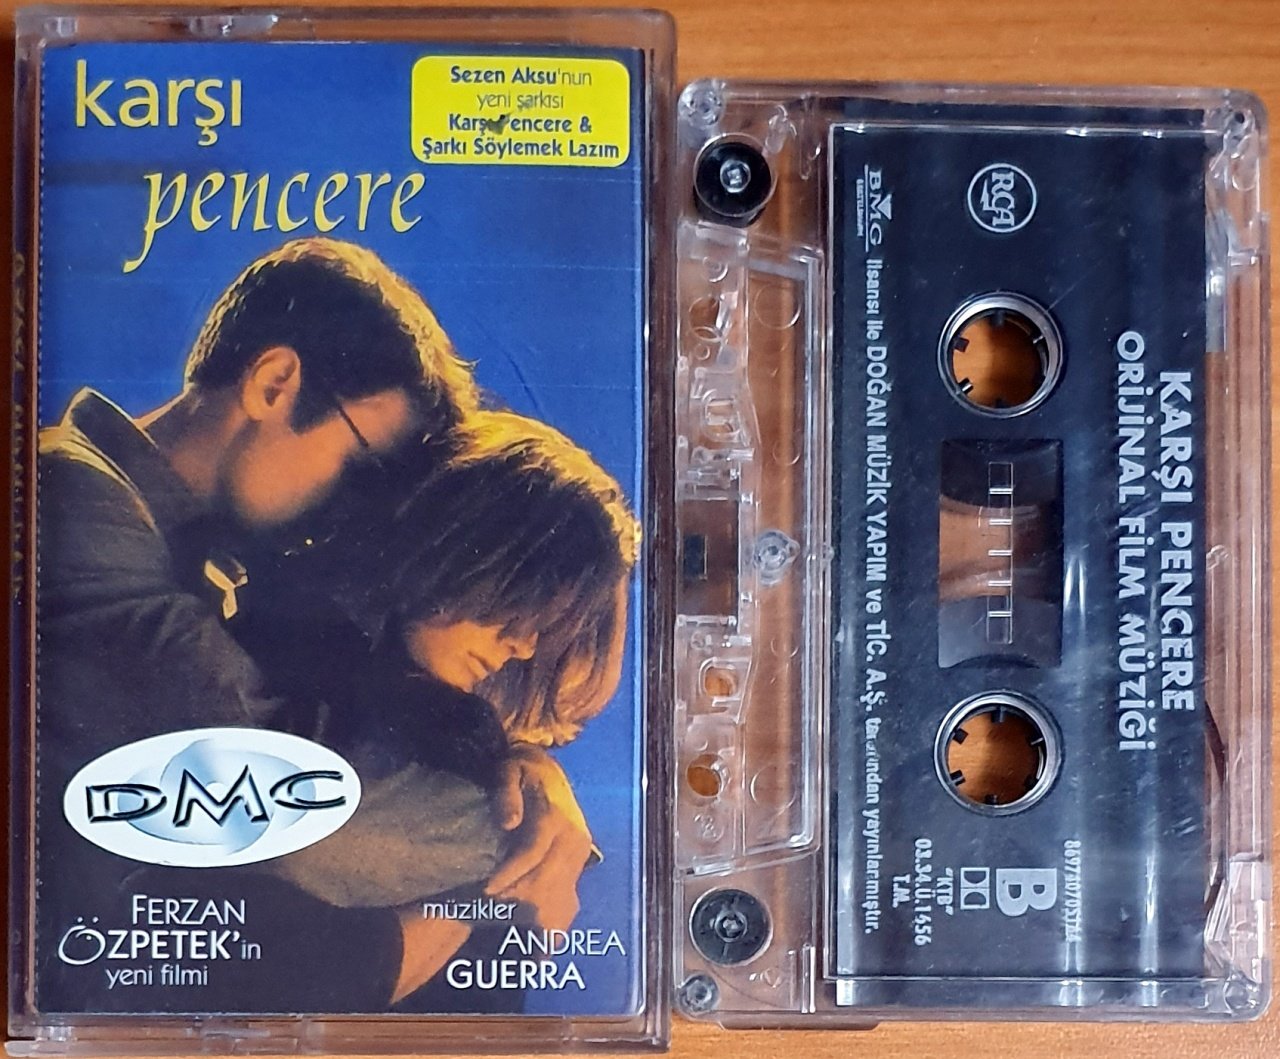 karşı
pencere
Sezen Aksu'nun
yeni şarkısı
Karşı Pencere &
Şarkı Söylemek Lazım
DMC
FERZAN
ÖZPETEK'in
yeni filmi
müzikler
ANDREA
GUERRA
RCA
KARŞI PENCERE
ORİJİNAL FİLM MÜZİĞİ
BMG
lisansı ile DOĞAN MÜZİK YAPIM ve TİC. A.Ş. tarafından yayınlanmıştır.
B
"KTB"
03.34.Ü.1456
T.M.